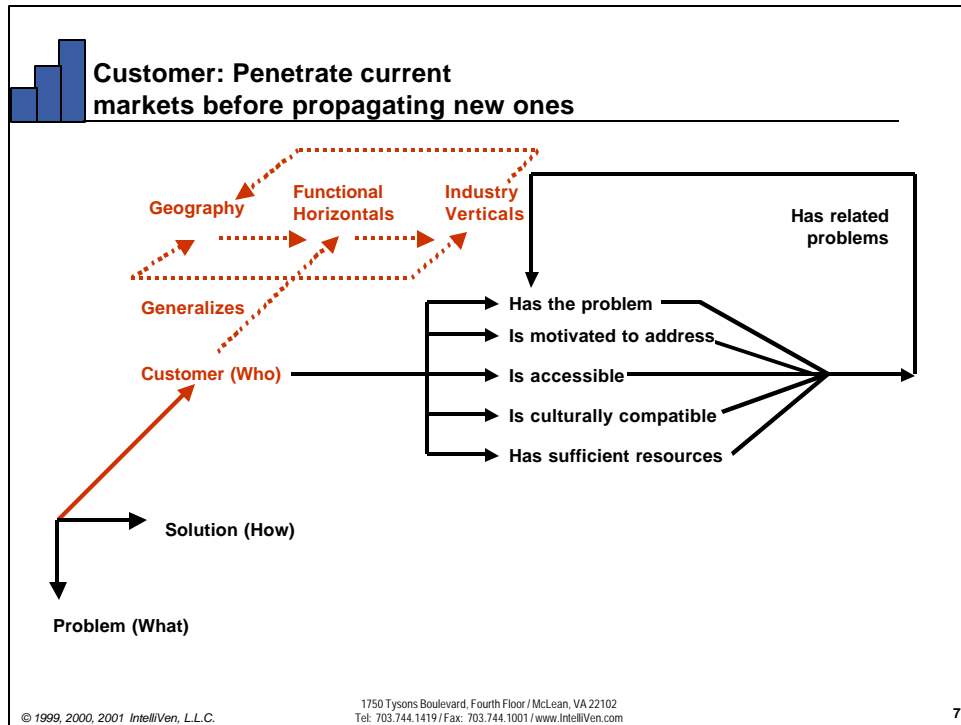 Customer: Penetrate current
markets before propagating new ones
Geography
Functional
Horizontals
Industry
Verticals
Has related
problems
Generalizes
Has the problem
Is motivated to address
Customer (Who)
Is accessible
Is culturally compatible
Has sufficient resources
Solution (How)
Problem (What)
© 1999, 2000, 2001 IntelliVen, L.L.C.
1750 Tysons Boulevard, Fourth Floor / McLean, VA 22102
Tel: 703.744.1419 / Fax: 703.744.1001 / www.IntelliVen.com
7